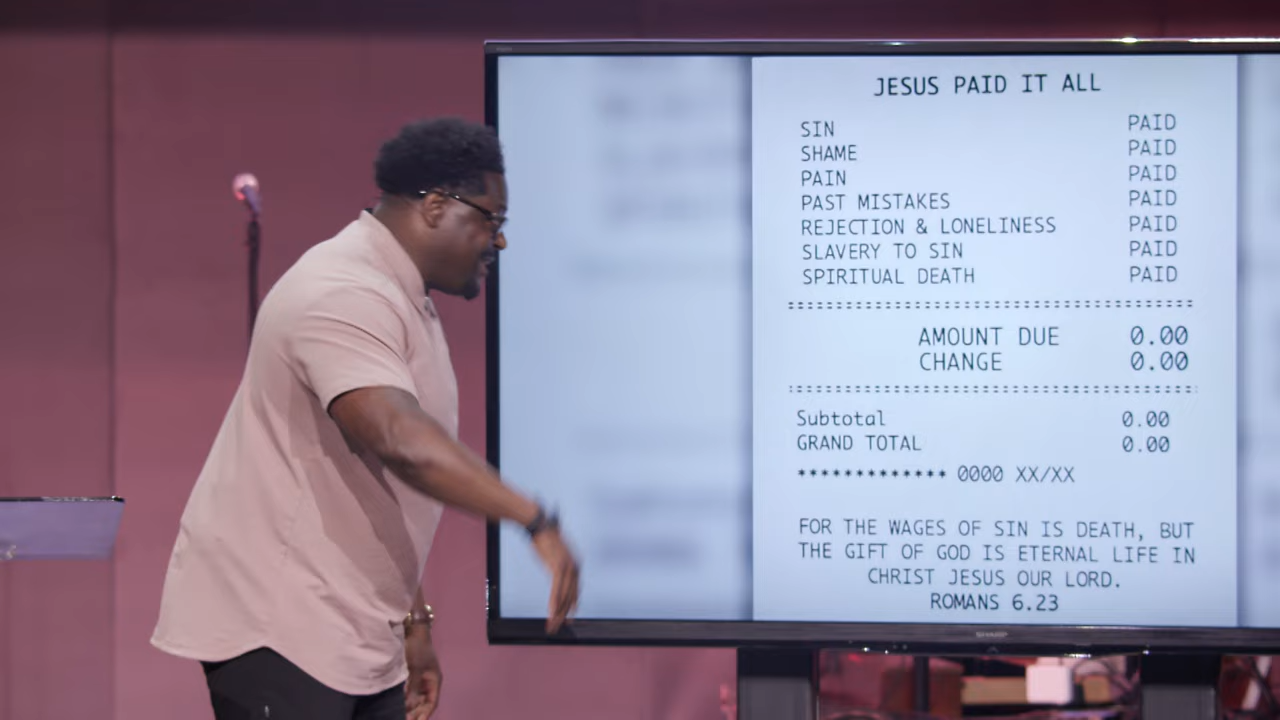 JESUS PAID IT ALL
SIN PAID
SHAME PAID
PAIN PAID
PAST MISTAKES PAID
REJECTION & LONELINESS PAID
SLAVERY TO SIN PAID
SPIRITUAL DEATH PAID
AMOUNT DUE 0.00
CHANGE 0.00
Subtotal 0.00
GRAND TOTAL 0.00
************* 0000 XX/XX
FOR THE WAGES OF SIN IS DEATH, BUT
THE GIFT OF GOD IS ETERNAL LIFE IN
CHRIST JESUS OUR LORD.
ROMANS 6.23
SHARP